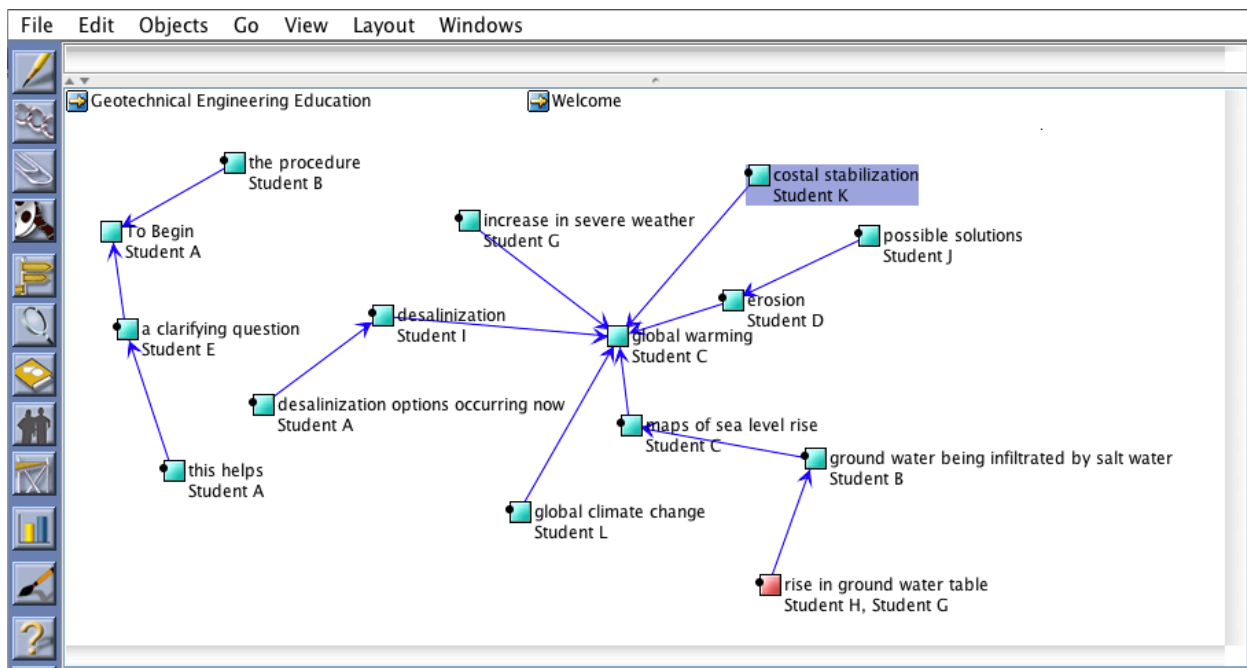 File Edit Objects Go View Layout Windows
Geotechnical Engineering Education
Welcome
the procedure
Student B
costal stabilization
Student K
increase in severe weather
Student G
To Begin
Student A
possible solutions
Student J
erosion
Student D
desalinization
Student I
a clarifying question
Student E
global warming
Student C
desalinization options occurring now
Student A
maps of sea level rise
Student C
ground water being infiltrated by salt water
Student B
this helps
Student A
global climate change
Student L
rise in ground water table
Student H, Student G
?